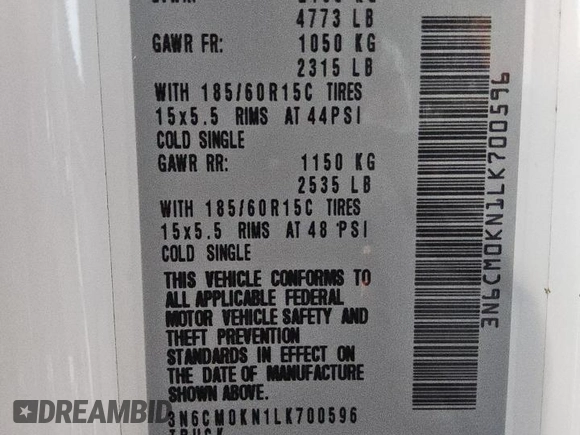 4773 LB
GAWR FR: 1050 KG
2315 LB
WITH 185/60R15C TIRES
15x5.5 RIMS AT 44PSI
COLD SINGLE
GAWR RR: 1150 KG
2535 LB
WITH 185/60R15C TIRES
15x5.5 RIMS AT 48 PSI
COLD SINGLE
THIS VEHICLE CONFORMS TO
ALL APPLICABLE FEDERAL
MOTOR VEHICLE SAFETY AND
THEFT PREVENTION
STANDARDS IN EFFECT ON
THE DATE OF MANUFACTURE
SHOWN ABOVE.
3N6CM0KN1LK700596
TRUCK
3N6CM0KN1LK700596
DREAMBID